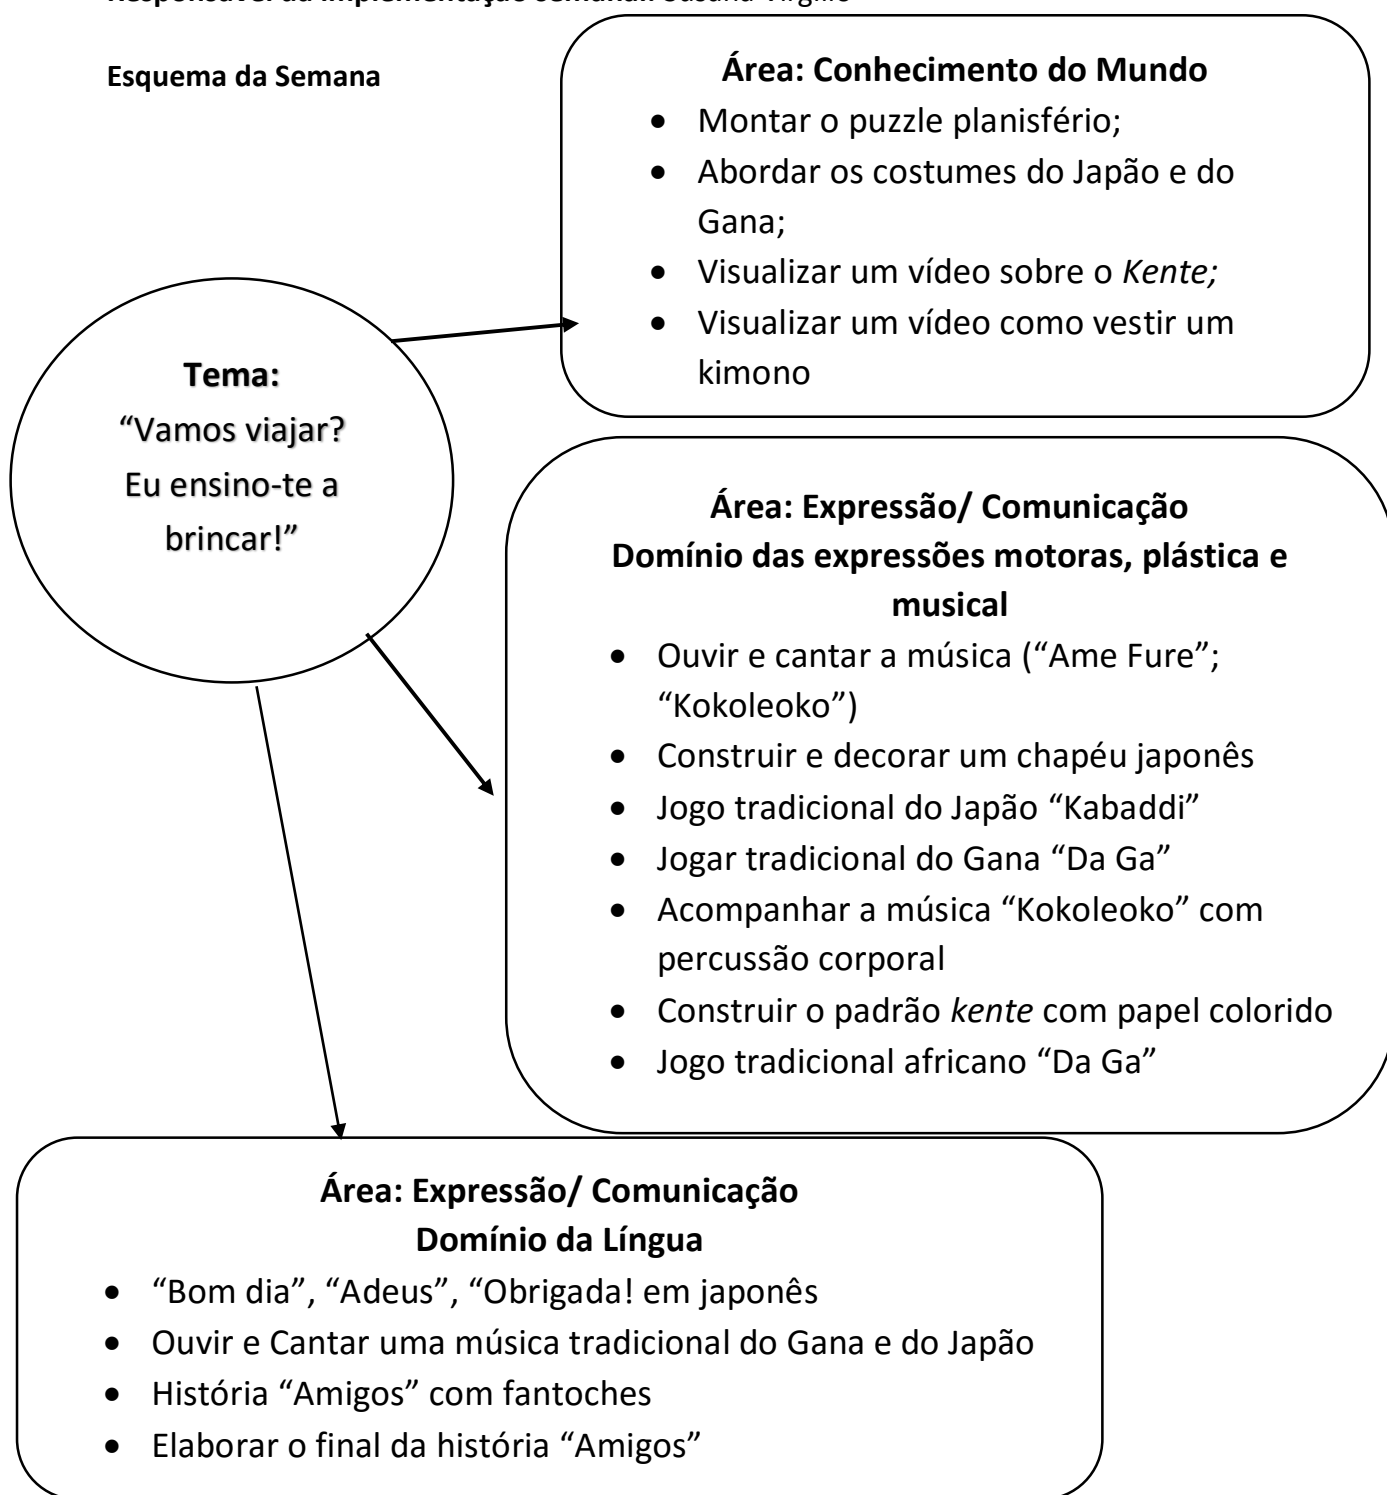 Responsável da implementação semanal: Susana Virgílio
Esquema da Semana
Área: Conhecimento do Mundo
• Montar o puzzle planisfério;
• Abordar os costumes do Japão e do
Gana;
• Visualizar um vídeo sobre o Kente;
• Visualizar um vídeo como vestir um
kimono
Tema:
“Vamos viajar?
Eu ensino-te a
brincar!”
Área: Expressão/ Comunicação
Domínio das expressões motoras, plástica e
musical
• Ouvir e cantar a música (“Ame Fure”;
“Kokoleoko”)
• Construir e decorar um chapéu japonês
• Jogo tradicional do Japão “Kabaddi”
• Jogar tradicional do Gana “Da Ga”
• Acompanhar a música “Kokoleoko” com
percussão corporal
• Construir o padrão kente com papel colorido
• Jogo tradicional africano “Da Ga”
Área: Expressão/ Comunicação
Domínio da Língua
• “Bom dia”, “Adeus”, “Obrigada! em japonês
• Ouvir e Cantar uma música tradicional do Gana e do Japão
• História “Amigos” com fantoches
• Elaborar o final da história “Amigos”